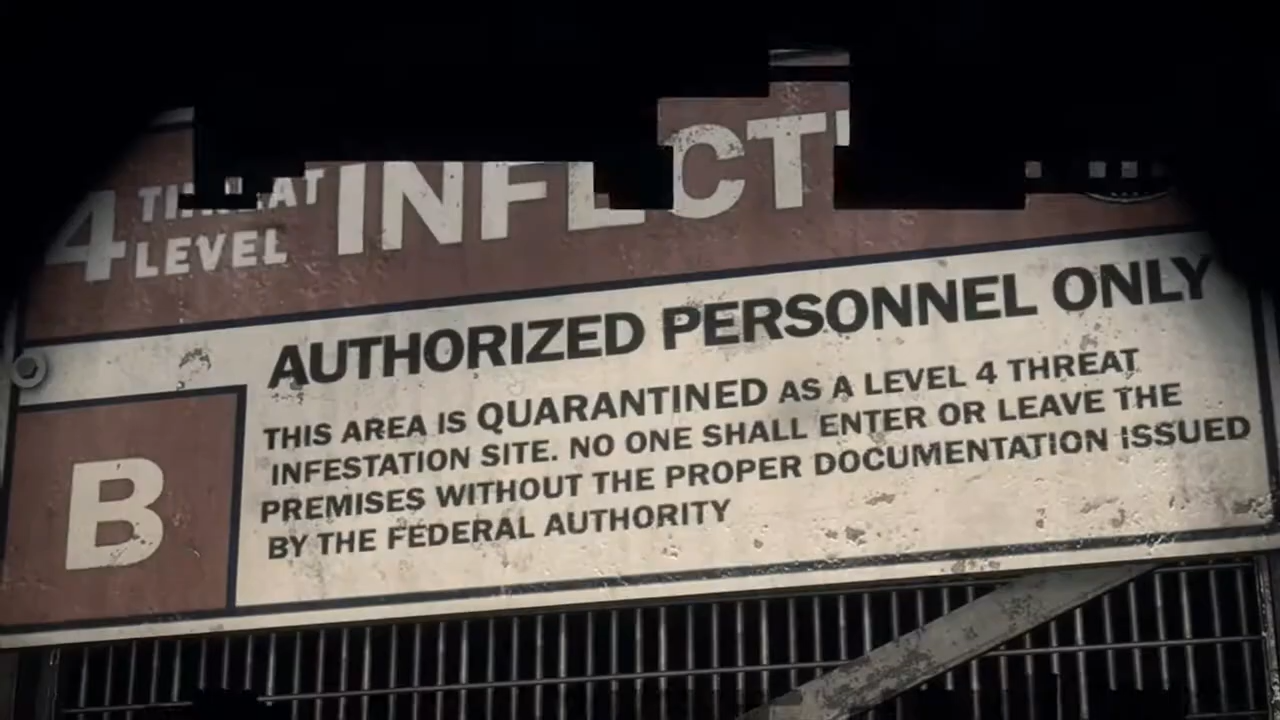 4 THREAT
LEVEL
AUTHORIZED PERSONNEL ONLY
B
THIS AREA IS QUARANTINED AS A LEVEL 4 THREAT
INFESTATION SITE. NO ONE SHALL ENTER OR LEAVE THE
PREMISES WITHOUT THE PROPER DOCUMENTATION ISSUED
BY THE FEDERAL AUTHORITY